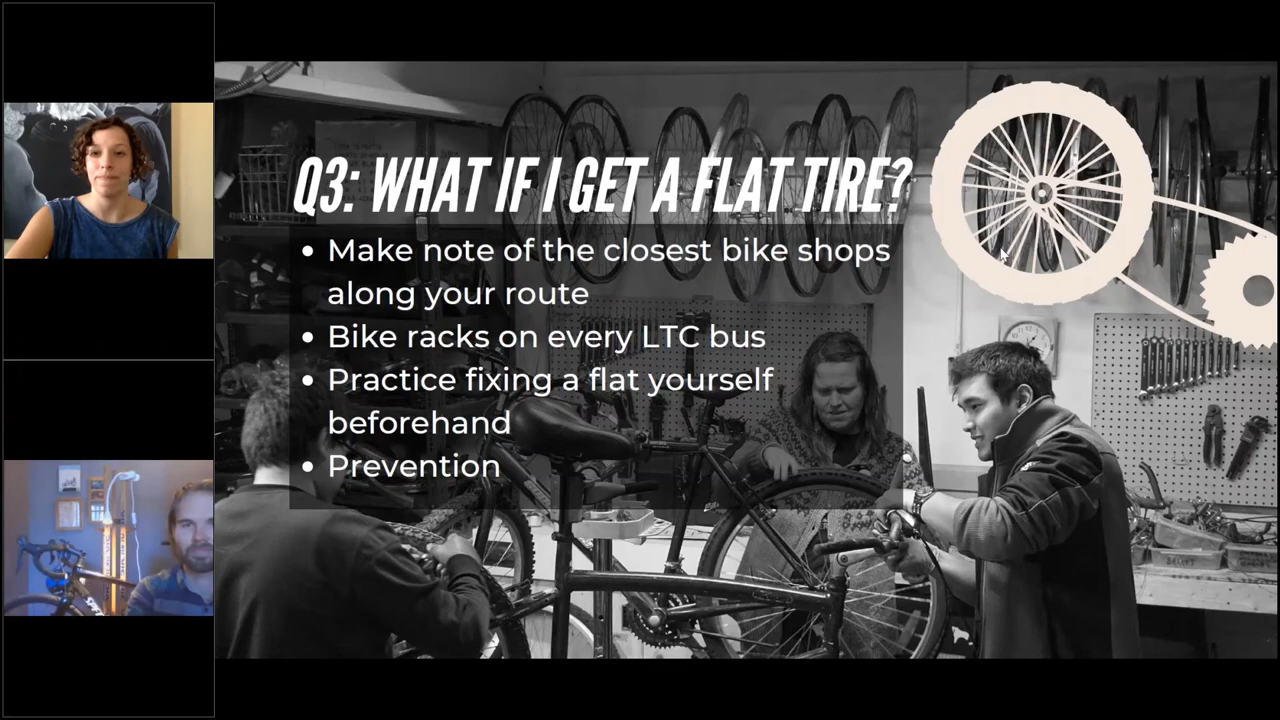 Q3: WHAT IF I GET A FLAT TIRE?
• Make note of the closest bike shops
along your route
• Bike racks on every LTC bus
• Practice fixing a flat yourself
beforehand
• Prevention